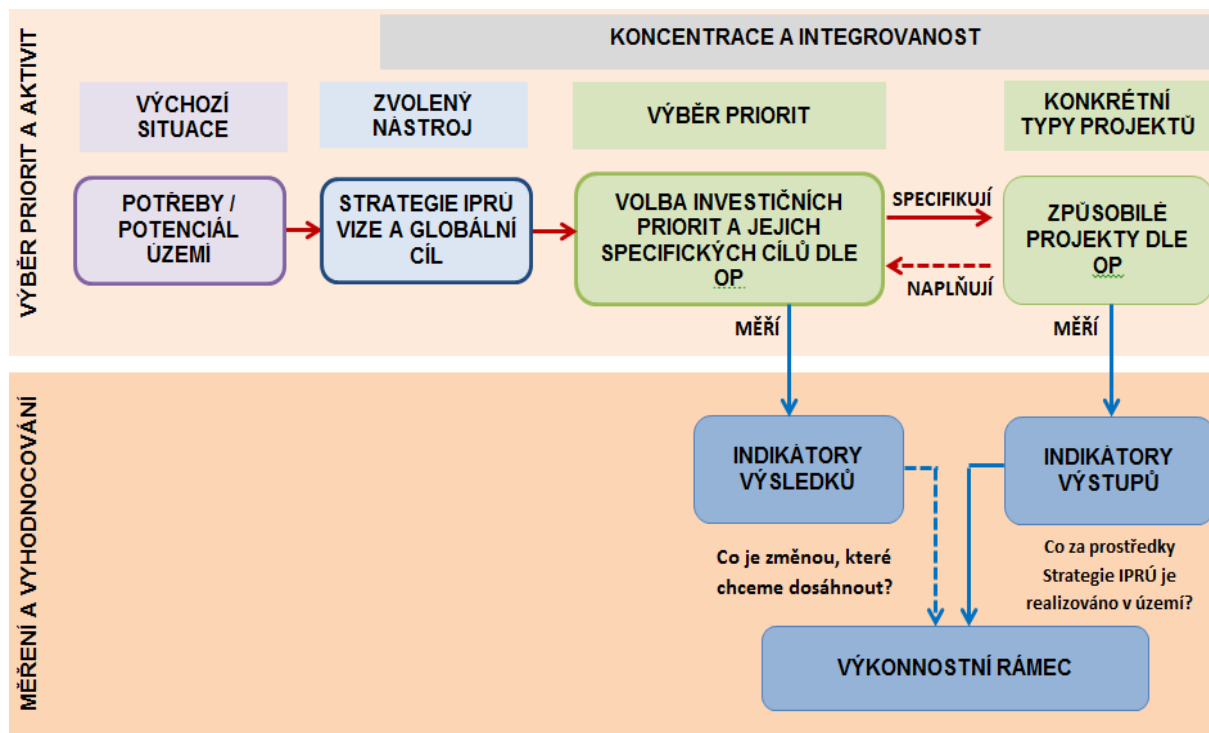 VÝBĚR PRIORIT A AKTIVIT
KONCENTRACE A INTEGROVANOST
VÝCHOZÍ
SITUACE
ZVOLENÝ
NÁSTROJ
VÝBĚR PRIORIT
KONKRÉTNÍ
TYPY PROJEKTŮ
POTŘEBY /
POTENCIÁL
ÚZEMÍ
STRATEGIE IPRÚ
VIZE A GLOBÁLNÍ
CÍL
VOLBA INVESTIČNÍCH
PRIORIT A JEJICH
SPECIFICKÝCH CÍLŮ DLE
OP
SPECIFIKUJÍ
NAPLŇUJÍ
ZPŮSOBILÉ
PROJEKTY DLE
OP
MĚŘÍ
MĚŘÍ
MĚŘENÍ A VYHODNOCOVÁNÍ
INDIKÁTORY
VÝSLEDKŮ
INDIKÁTORY
VÝSTUPŮ
Co je změnou, které
chceme dosáhnout?
Co za prostředky
Strategie IPRÚ je
realizováno v území?
VÝKONNOSTNÍ RÁMEC